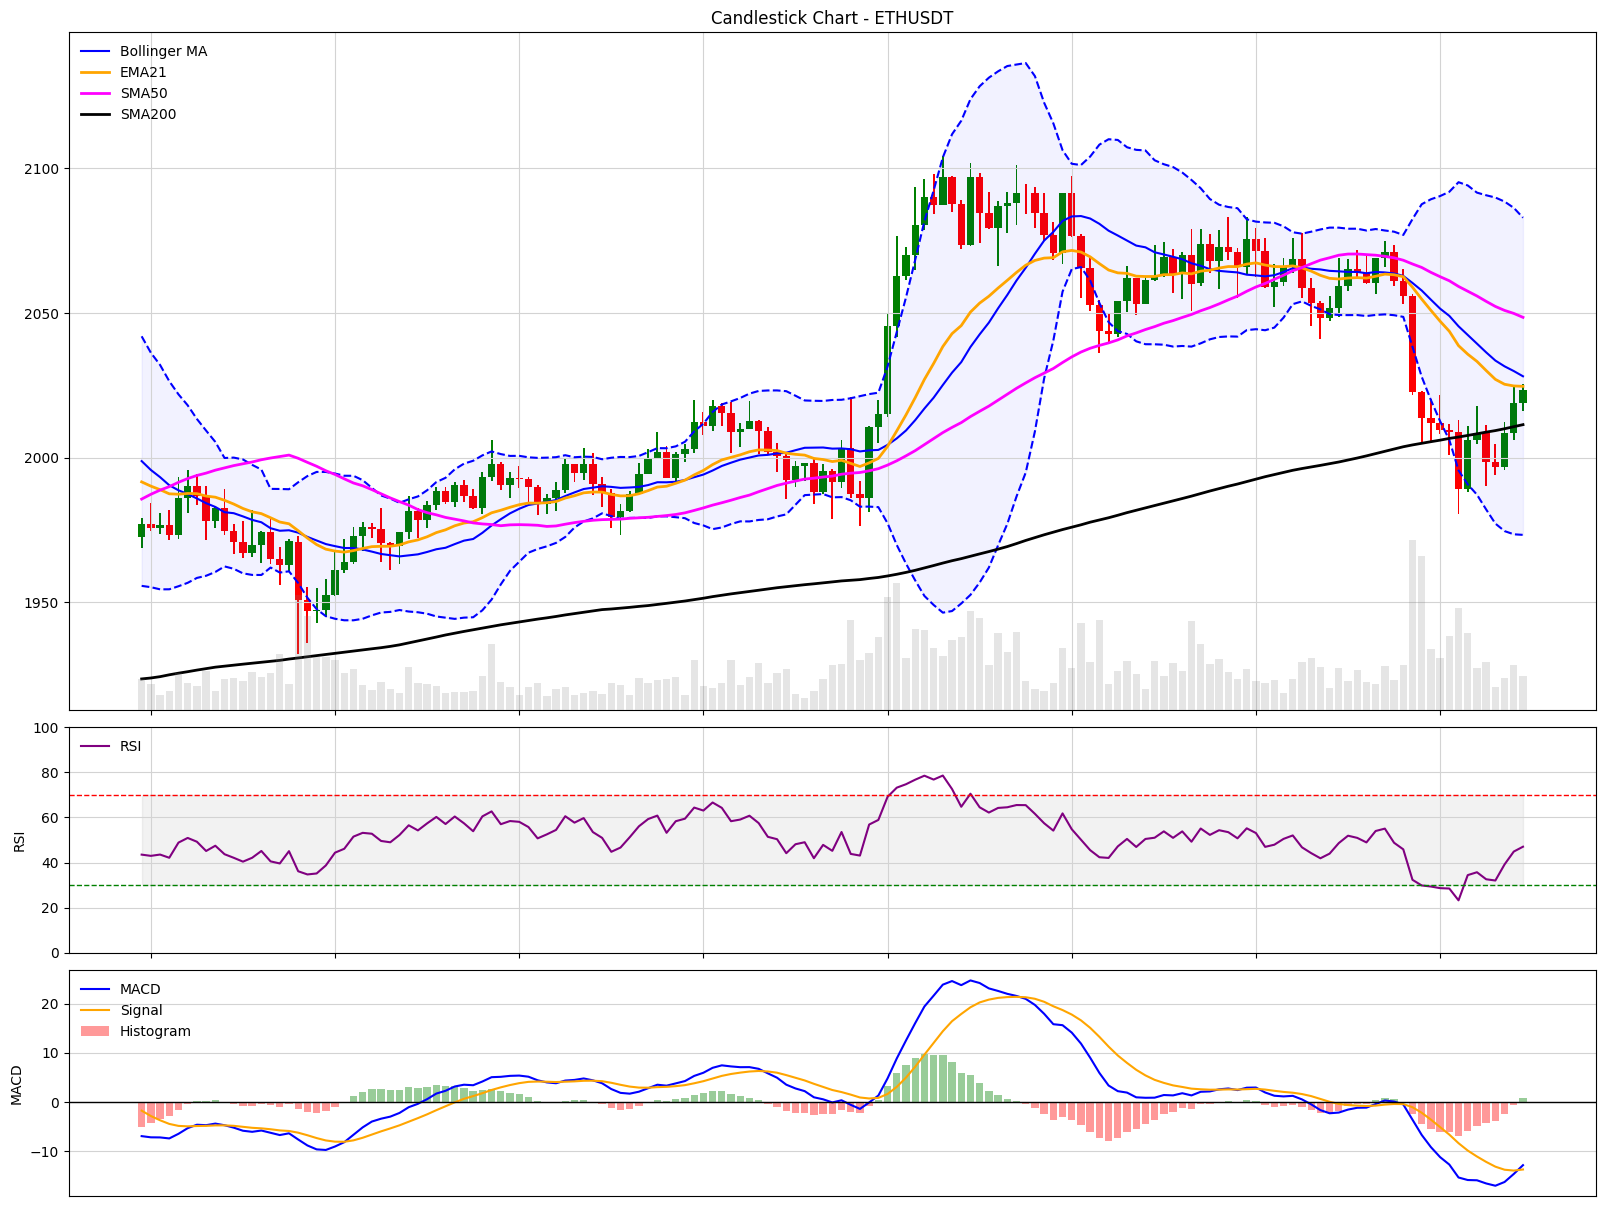 Candlestick Chart - ETHUSDT
Bollinger MA
EMA21
SMA50
SMA200
2100
2050
2000
1950
RSI
100
80
60
40
20
0
RSI
MACD
Signal
Histogram
20
10
0
−10
MACD